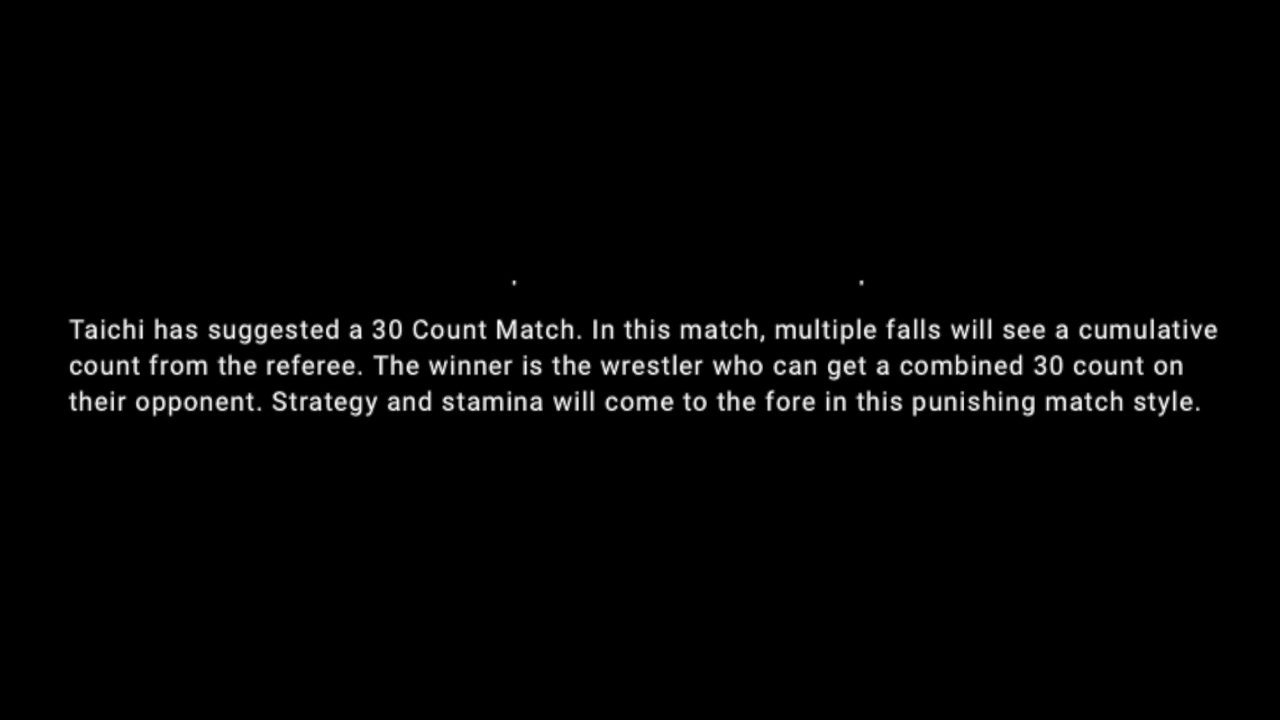 Taichi has suggested a 30 Count Match. In this match, multiple falls will see a cumulative
count from the referee. The winner is the wrestler who can get a combined 30 count on
their opponent. Strategy and stamina will come to the fore in this punishing match style.